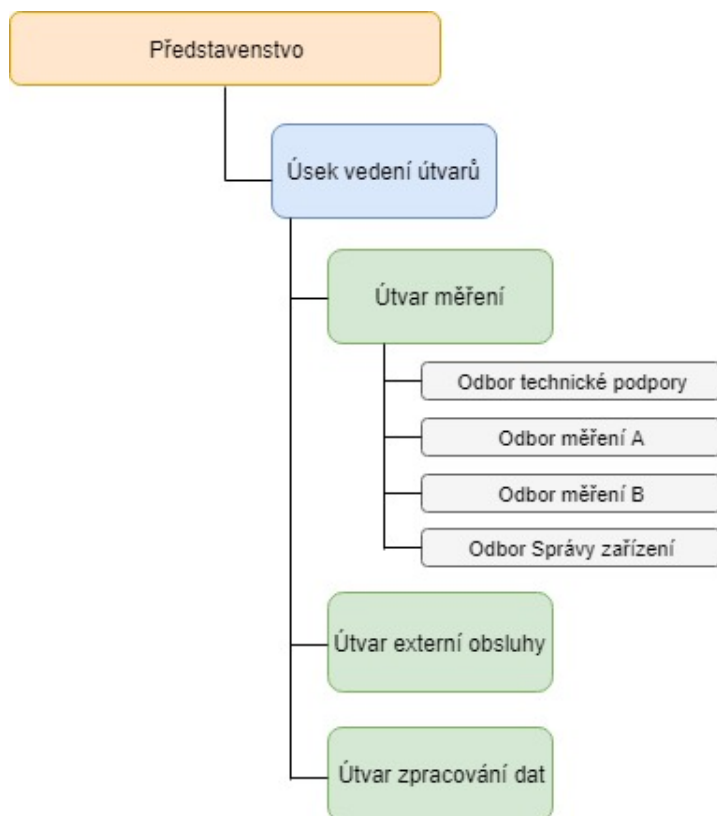 Představenstvo
Úsek vedení útvarů
Útvar měření
Odbor technické podpory
Odbor měření A
Odbor měření B
Odbor Správy zařízení
Útvar externí obsluhy
Útvar zpracování dat